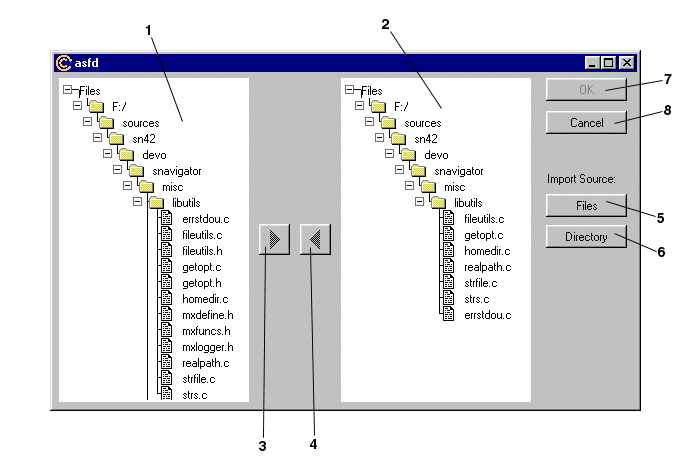 1
2
asfd
Files
F:/
sources
sn42
devo
snavigator
misc
libutils
errstdou.c
fileutils.c
fileutils.h
getopt.c
getopt.h
homedir.c
mxdefine.h
mxfuncs.h
mxlogger.h
realpath.c
strfile.c
strs.c
3
4
Files
F:/
sources
sn42
devo
snavigator
misc
libutils
fileutils.c
getopt.c
homedir.c
realpath.c
strfile.c
strs.c
errstdou.c
OK
7
Cancel
8
Import Source:
Files
5
Directory
6